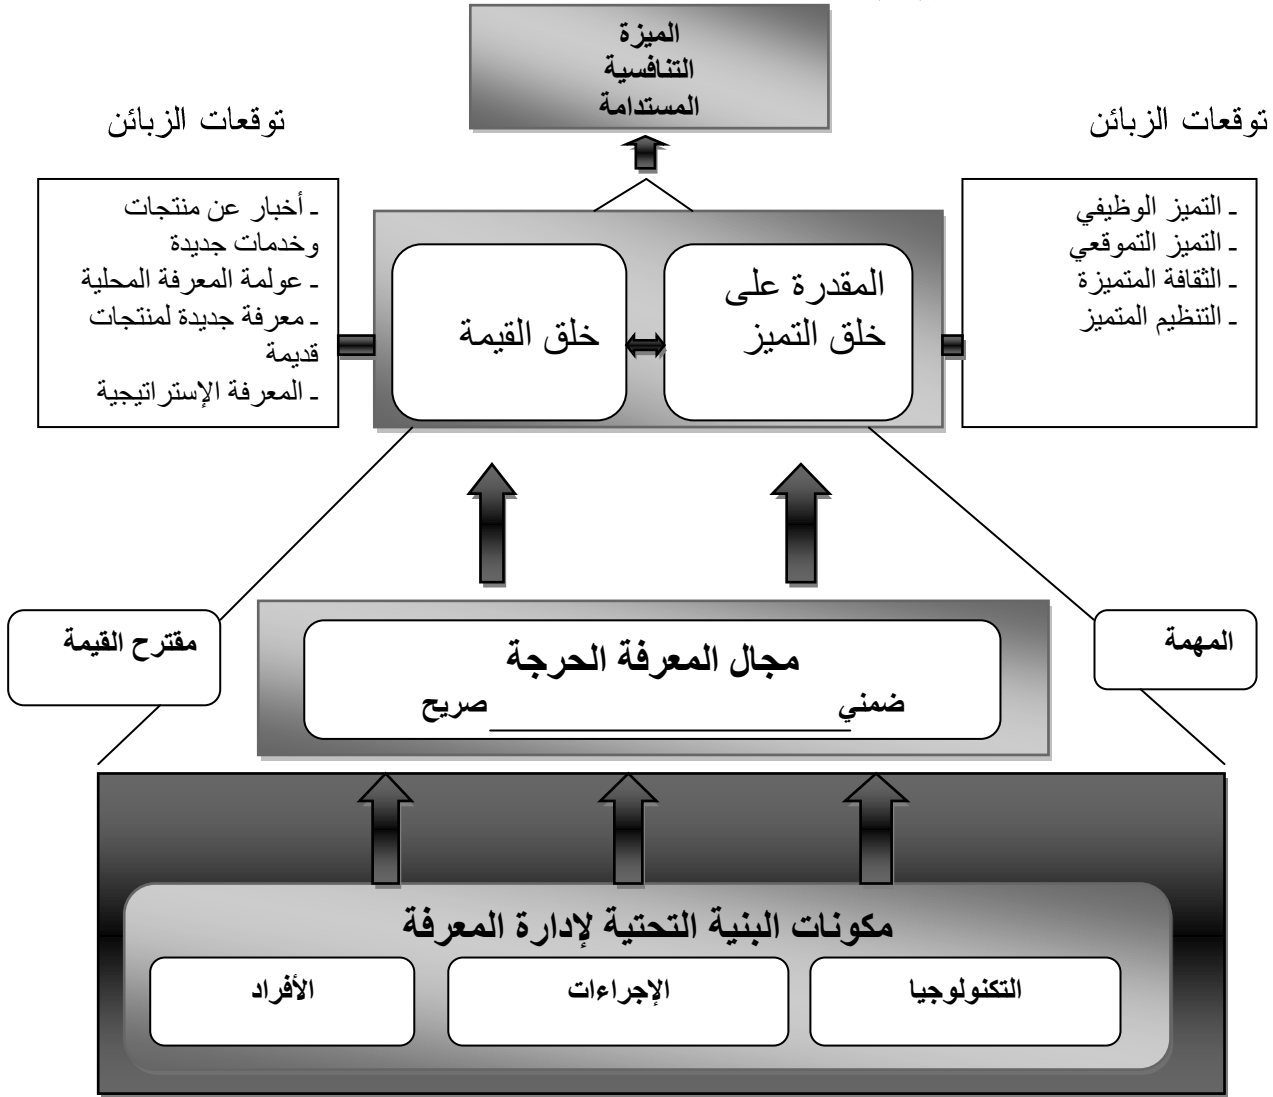 الميزة
التنافسية
المستدامة
توقعات الزبائن
توقعات الزبائن
ـ التميز الوظيفي
ـ التميز التموقعي
ـ الثقافة المتميزة
ـ التنظيم المتميز
المقدرة على
خلق التميز
خلق القيمة
ـ أخبار عن منتجات
وخدمات جديدة
ـ عولمة المعرفة المحلية
ـ معرفة جديدة لمنتجات
قديمة
ـ المعرفة الإستراتيجية
المهمة
مقترح القيمة
مجال المعرفة الحرجة
ضمني
صريح
مكونات البنية التحتية لإدارة المعرفة
التكنولوجيا
الإجراءات
الأفراد